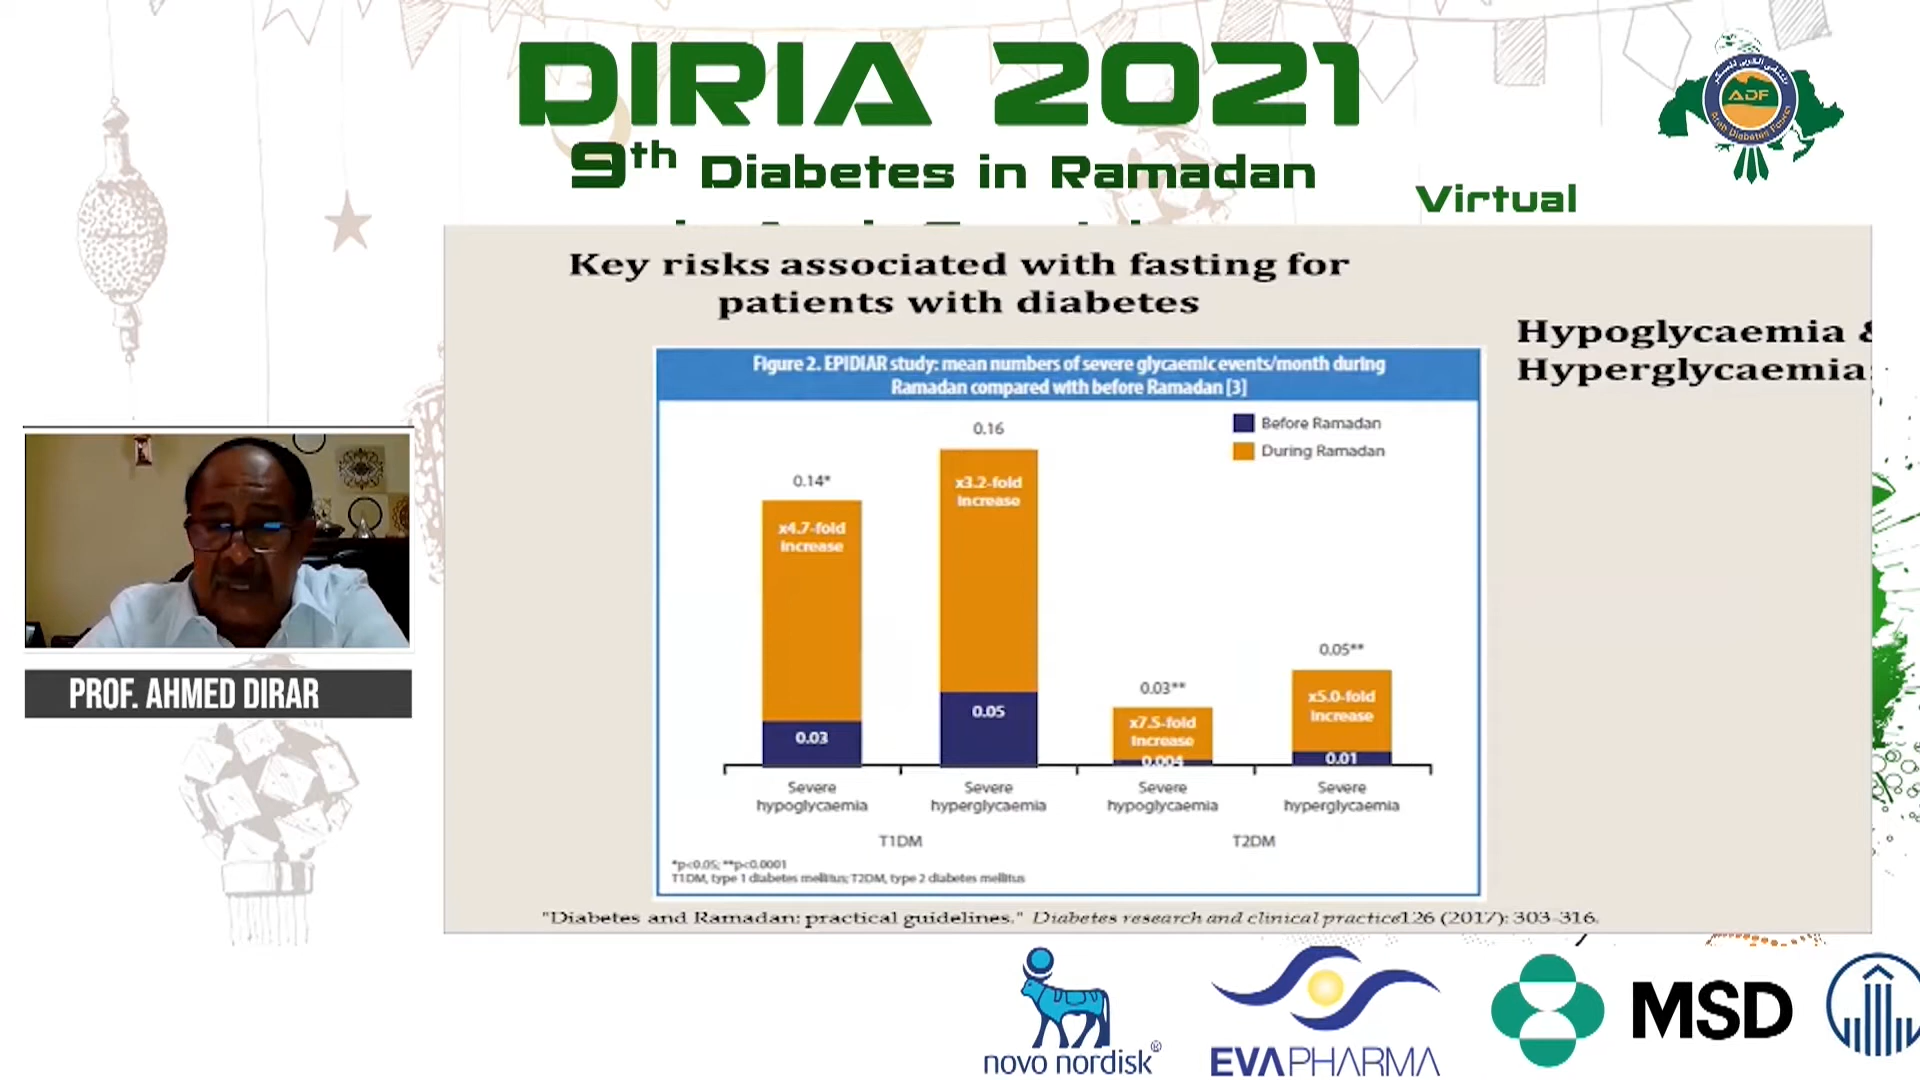 DIRIA 2021
9th Diabetes in Ramadan
Virtual
ADF
Key risks associated with fasting for
patients with diabetes
Hypoglycaemia &
Hyperglycaemia
Figure 2. EPIDIAR study: mean numbers of severe glycaemic events/month during
Ramadan compared with before Ramadan [3]
Before Ramadan
During Ramadan
0.14*
x4.7-fold
increase
0.03
0.16
x3.2-fold
increase
0.05
0.03**
x7.5-fold
increase
0.004
0.05**
x5.0-fold
increase
0.01
Severe
hypoglycaemia
Severe
hyperglycaemia
Severe
hypoglycaemia
Severe
hyperglycaemia
T1DM
T2DM
*p<0.05; **p<0.0001
T1DM, type 1 diabetes mellitus; T2DM, type 2 diabetes mellitus
"Diabetes and Ramadan: practical guidelines." Diabetes research and clinical practice126 (2017): 303-316.
PROF. AHMED DIRAR
novo nordisk®
EVAPHARMA
MSD